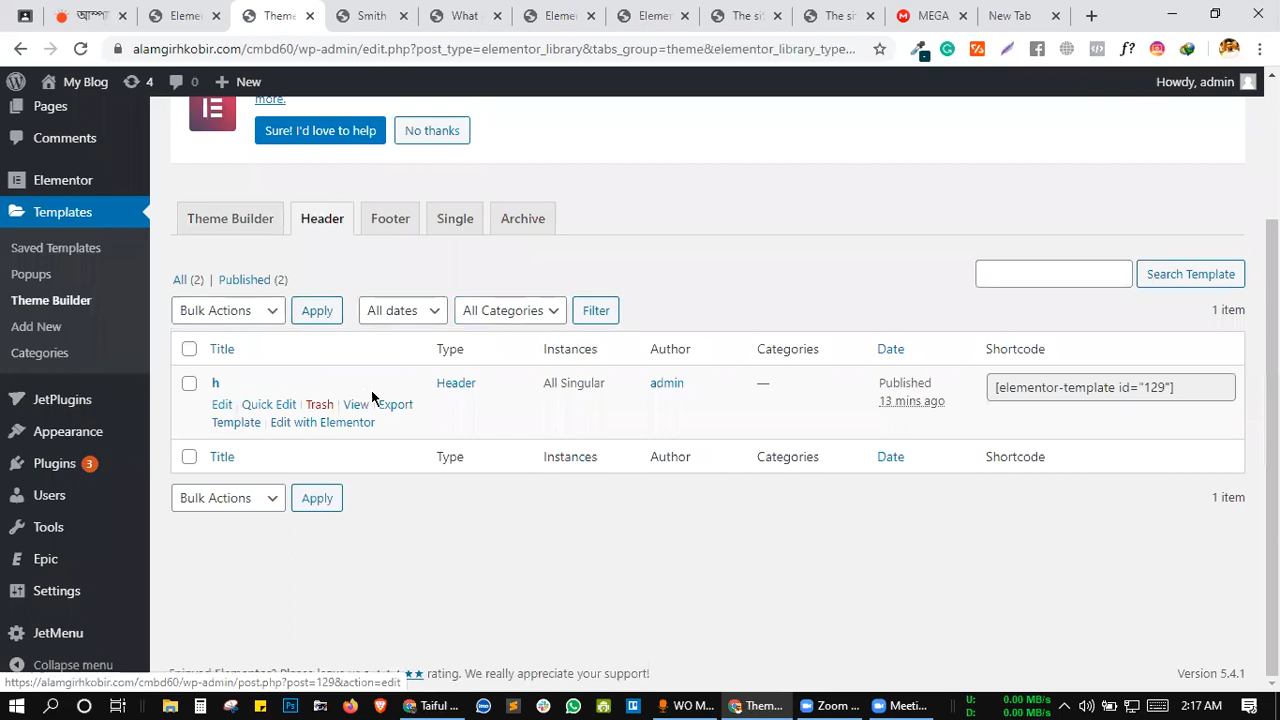 Eleme
Theme
Smith
What
Eleme
Elemen
The s
The si
MEGA
New Tab
alamgirhkobir.com/cmbd60/wp-admin/edit.php?post_type=elementor_library&tabs_group=theme&elementor_library_type...
My Blog 4 0 New Howdy, admin
Pages
Comments
Elementor
Templates
Saved Templates
Popups
Theme Builder
Add New
Categories
JetPlugins
Appearance
Plugins 3
Users
Tools
Epic
Settings
JetMenu
Collapse menu
more.
Sure! I'd love to help No thanks
Theme Builder Header Footer Single Archive
All (2) | Published (2)
Search Template
Bulk Actions Apply All dates All Categories Filter 1 item
Title Type Instances Author Categories Date Shortcode
h Header All Singular admin — Published [elementor-template id="129"]
13 mins ago
Edit | Quick Edit | Trash | View | Export
Template | Edit with Elementor
Title Type Instances Author Categories Date Shortcode
Bulk Actions Apply 1 item
Enjoyed Elementor? Please leave us a ★★ rating. We really appreciate your support! Version 5.4.1
https://alamgirhkobir.com/cmbd60/wp-admin/post.php?post=129&action=edit
Taiful ...
WO M...
Them...
Zoom ...
Meeti...
U: 0.00 MB/s
D: 0.00 MB/s
2:17 AM